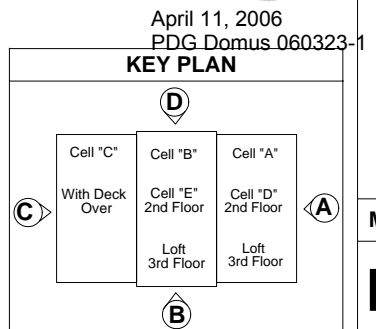 April 11, 2006
PDG Domus 060323-1
KEY PLAN
D
Cell "C"
With Deck
Over
Cell "B"
Cell "E"
2nd Floor
Loft
3rd Floor
Cell "A"
Cell "D"
2nd Floor
Loft
3rd Floor
C
A
B
M